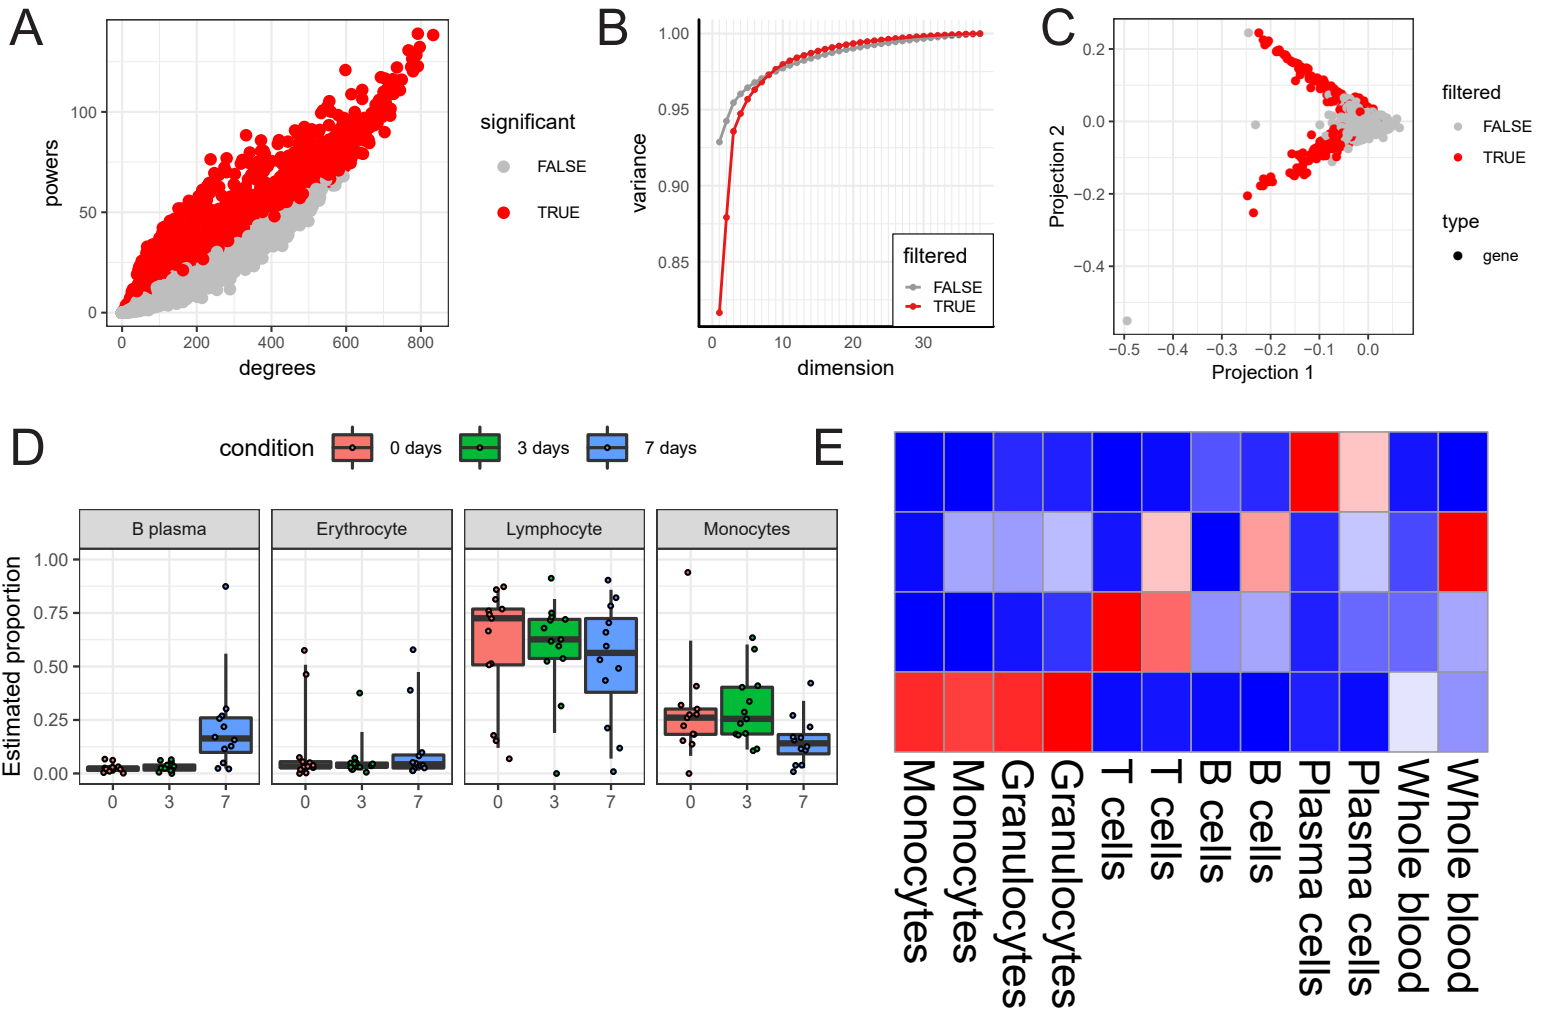 A
powers
100
50
0
0 200 400 600 800
degrees
significant
FALSE
TRUE
B
variance
1.00
0.95
0.90
0.85
0 10 20 30
dimension
filtered
FALSE
TRUE
C
Projection 2
0.2
0.0
−0.2
−0.4
−0.5 −0.4 −0.3 −0.2 −0.1 0.0
Projection 1
filtered
FALSE
TRUE
type
gene
D
condition 0 days 3 days 7 days
B plasma Erythrocyte Lymphocyte Monocytes
Estimated proportion
1.00
0.75
0.50
0.25
0.00
0 3 7 0 3 7 0 3 7 0 3 7
E
Monocytes
Monocytes
Granulocytes
Granulocytes
T cells
T cells
B cells
B cells
Plasma cells
Plasma cells
Whole blood
Whole blood